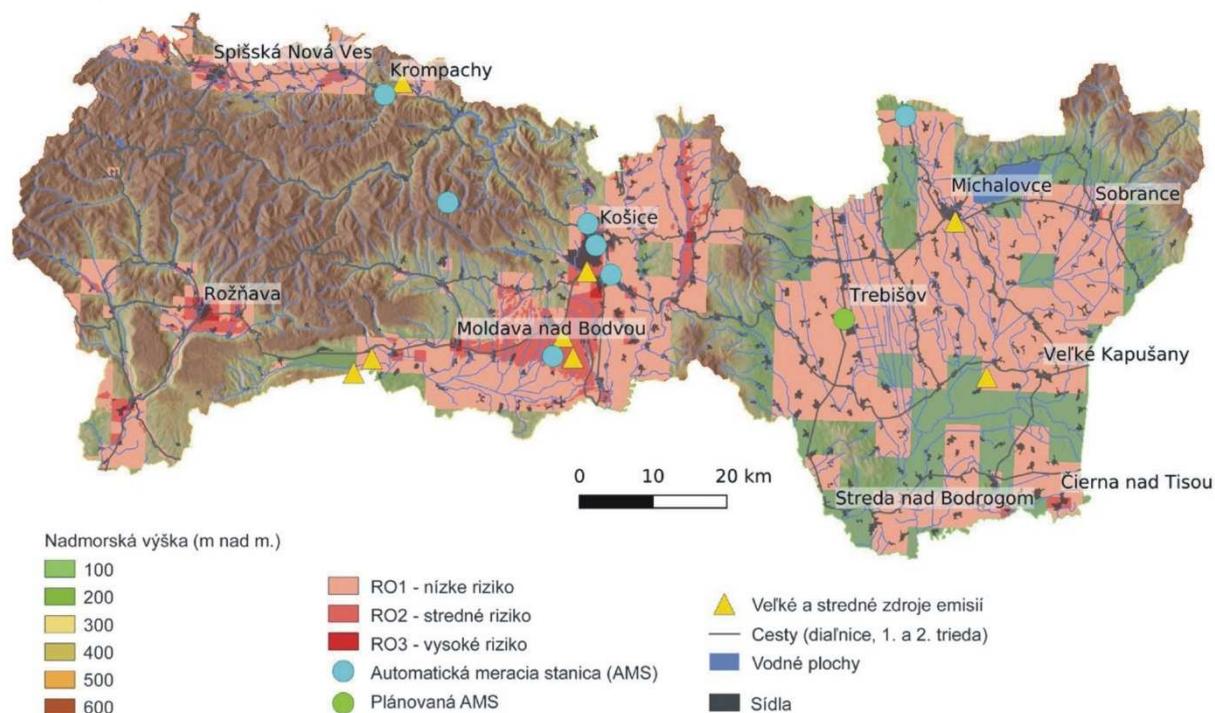 Spišská Nová Ves
Krompachy
Michalovce
Sobrance
Košice
Rožňava
Trebišov
Moldava nad Bodvou
Veľké Kapušany
0 10 20 km
Čierna nad Tisou
Streda nad Bodrogom
Nadmorská výška (m nad m.)
100
200
300
400
500
600
RO1 - nízke riziko
RO2 - stredné riziko
RO3 - vysoké riziko
Automatická meracia stanica (AMS)
Plánovaná AMS
Veľké a stredné zdroje emisií
Cesty (diaľnice, 1. a 2. trieda)
Vodné plochy
Sídla